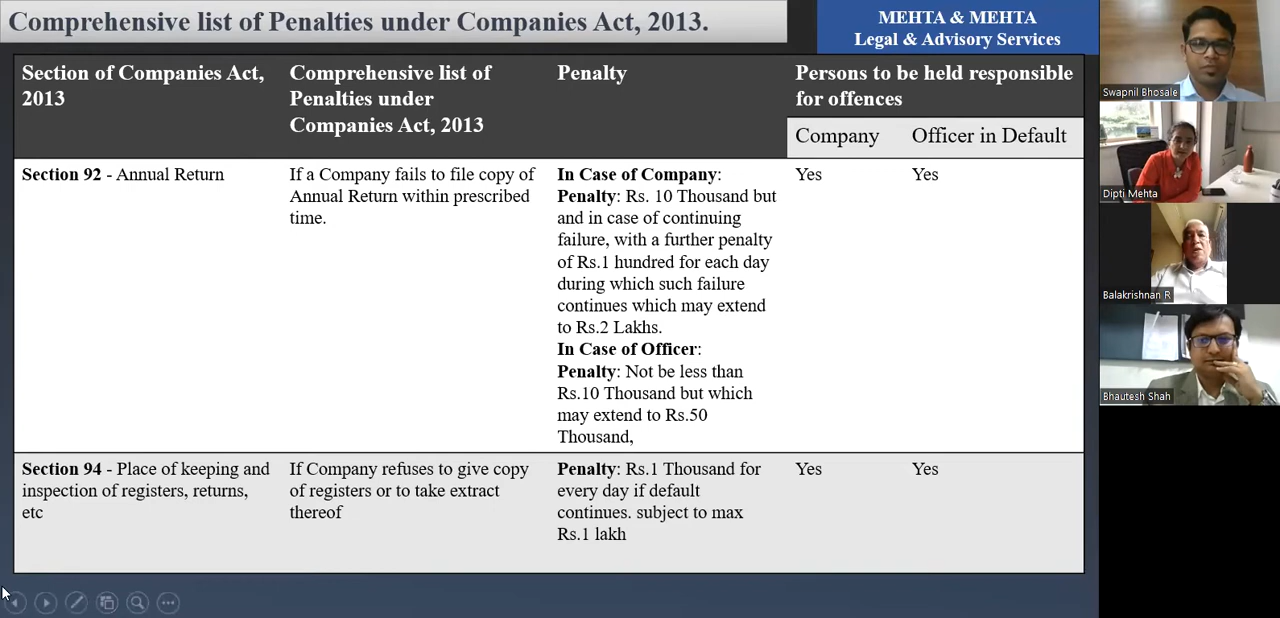 Comprehensive list of Penalties under Companies Act, 2013.
MEHTA & MEHTA
Legal & Advisory Services
Section of Companies Act,
2013
Comprehensive list of
Penalties under
Companies Act, 2013
Penalty
Persons to be held responsible
for offences
Company
Officer in Default
Section 92 - Annual Return
If a Company fails to file copy of
Annual Return within prescribed
time.
In Case of Company:
Penalty: Rs. 10 Thousand but
and in case of continuing
failure, with a further penalty
of Rs.1 hundred for each day
during which such failure
continues which may extend
to Rs.2 Lakhs.
In Case of Officer:
Penalty: Not be less than
Rs.10 Thousand but which
may extend to Rs.50
Thousand,
Yes
Yes
Section 94 - Place of keeping and
inspection of registers, returns,
etc
If Company refuses to give copy
of registers or to take extract
thereof
Penalty: Rs.1 Thousand for
every day if default
continues. subject to max
Rs.1 lakh
Yes
Yes
Swapnil Bhosale
Dipti Mehta
Balakrishnan R
Bhautesh Shah